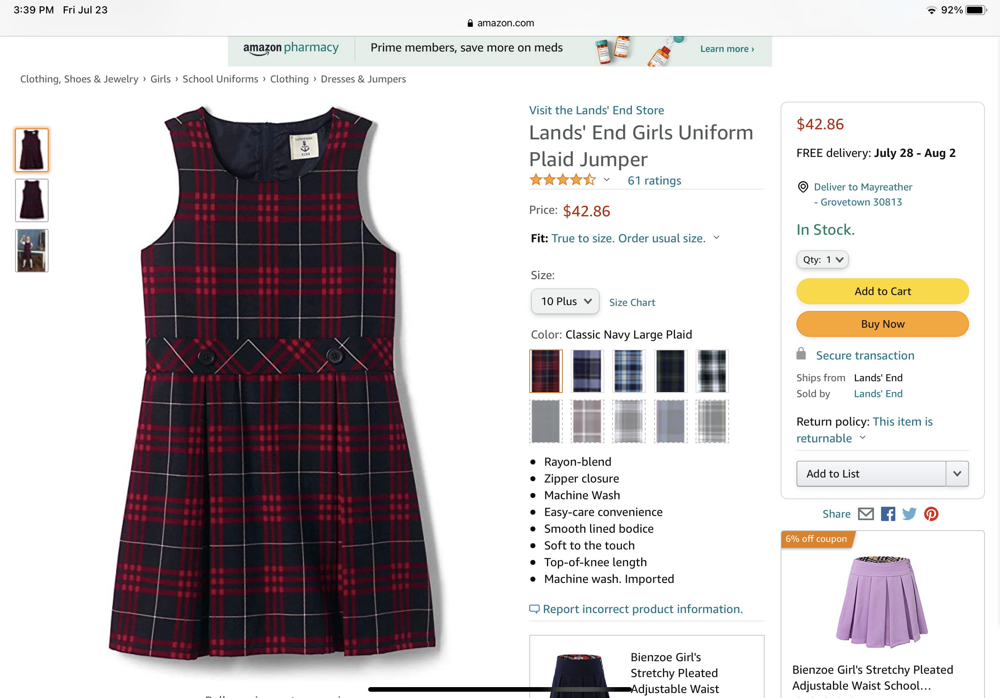 3:39 PM Fri Jul 23
92%
amazon.com
amazon pharmacy
Prime members, save more on meds
Learn more ›
Clothing, Shoes & Jewelry › Girls › School Uniforms › Clothing › Dresses & Jumpers
LANDS' END
KIDS
Visit the Lands' End Store
Lands' End Girls Uniform
Plaid Jumper
61 ratings
Price: $42.86
Fit: True to size. Order usual size.
Size:
10 Plus
Size Chart
Color: Classic Navy Large Plaid
• Rayon-blend
• Zipper closure
• Machine Wash
• Easy-care convenience
• Smooth lined bodice
• Soft to the touch
• Top-of-knee length
• Machine wash. Imported
Report incorrect product information.
Bienzoe Girl's
Stretchy Pleated
Adjustable Waist
$42.86
FREE delivery: July 28 - Aug 2
Deliver to Mayreather
- Grovetown 30813
In Stock.
Qty: 1
Add to Cart
Buy Now
Secure transaction
Ships from Lands' End
Sold by Lands' End
Return policy: This item is
returnable
Add to List
Share
6% off coupon
Bienzoe Girl's Stretchy Pleated
Adjustable Waist School...